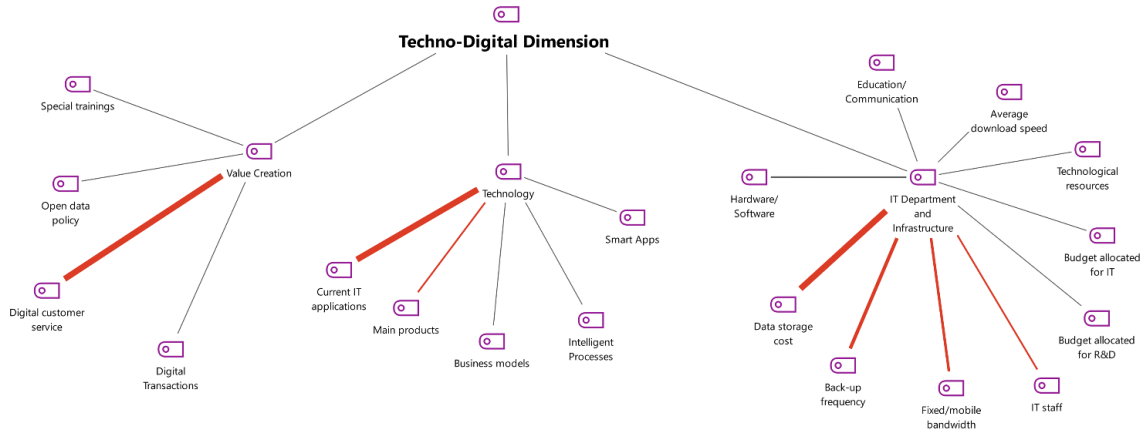 Techno-Digital Dimension
Special trainings
Value Creation
Open data
policy
Digital customer
service
Digital
Transactions
Technology
Current IT
applications
Main products
Business models
Intelligent
Processes
Smart Apps
Education/
Communication
Average
download speed
Technological
resources
Hardware/
Software
IT Department
and
Infrastructure
Budget allocated
for IT
Budget allocated
for R&D
Data storage
cost
Back-up
frequency
Fixed/mobile
bandwidth
IT staff